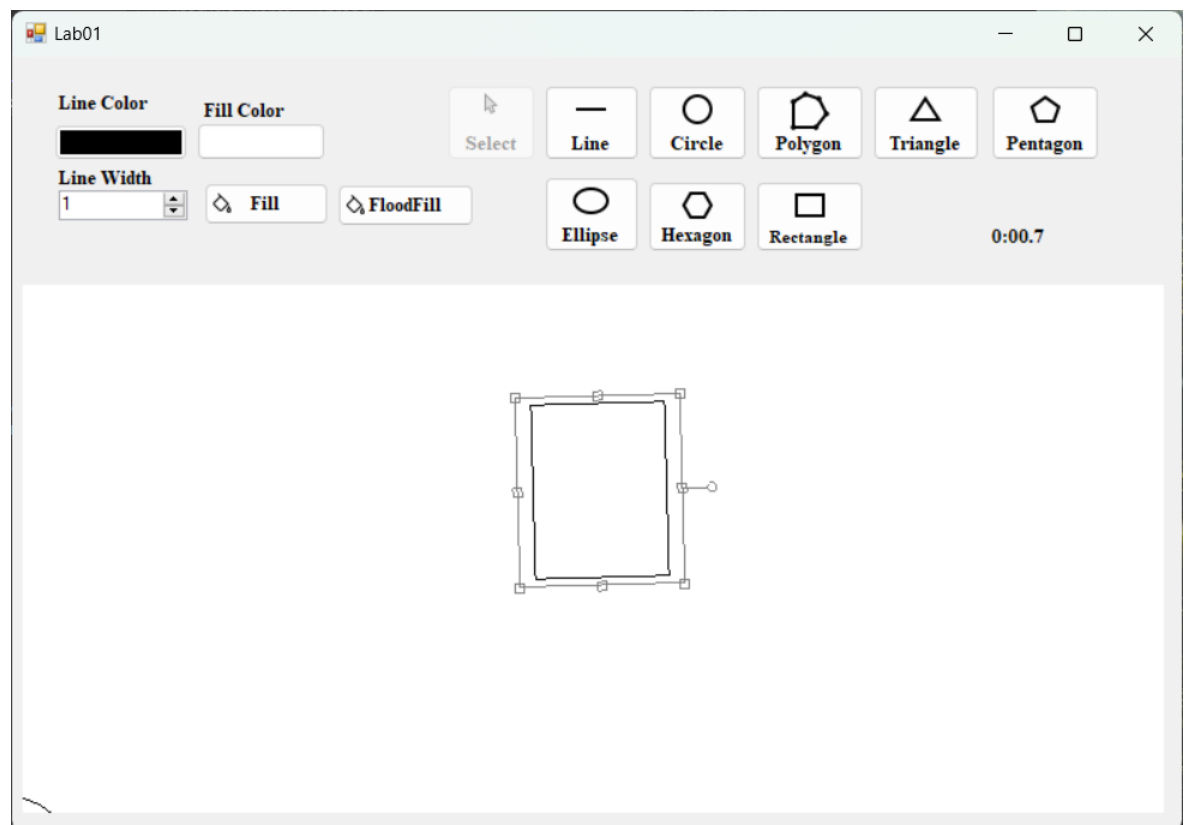 Lab01
Line Color
Fill Color
Select
Line
Circle
Polygon
Triangle
Pentagon
Line Width
1
Fill
FloodFill
Ellipse
Hexagon
Rectangle
0:00.7